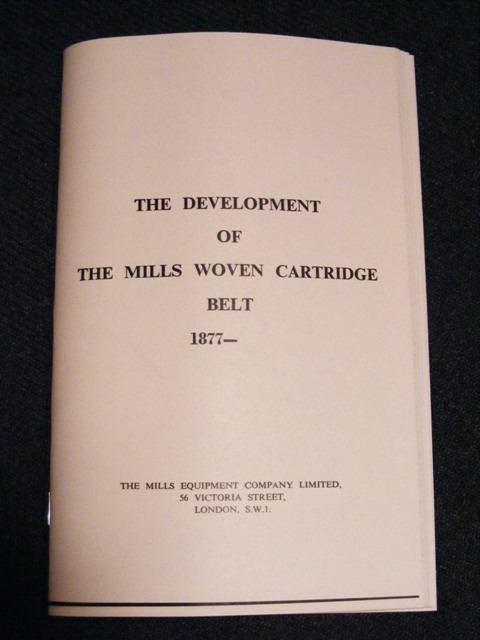 THE DEVELOPMENT
OF
THE MILLS WOVEN CARTRIDGE
BELT
1877—
THE MILLS EQUIPMENT COMPANY LIMITED,
56 VICTORIA STREET,
LONDON, S.W.1.